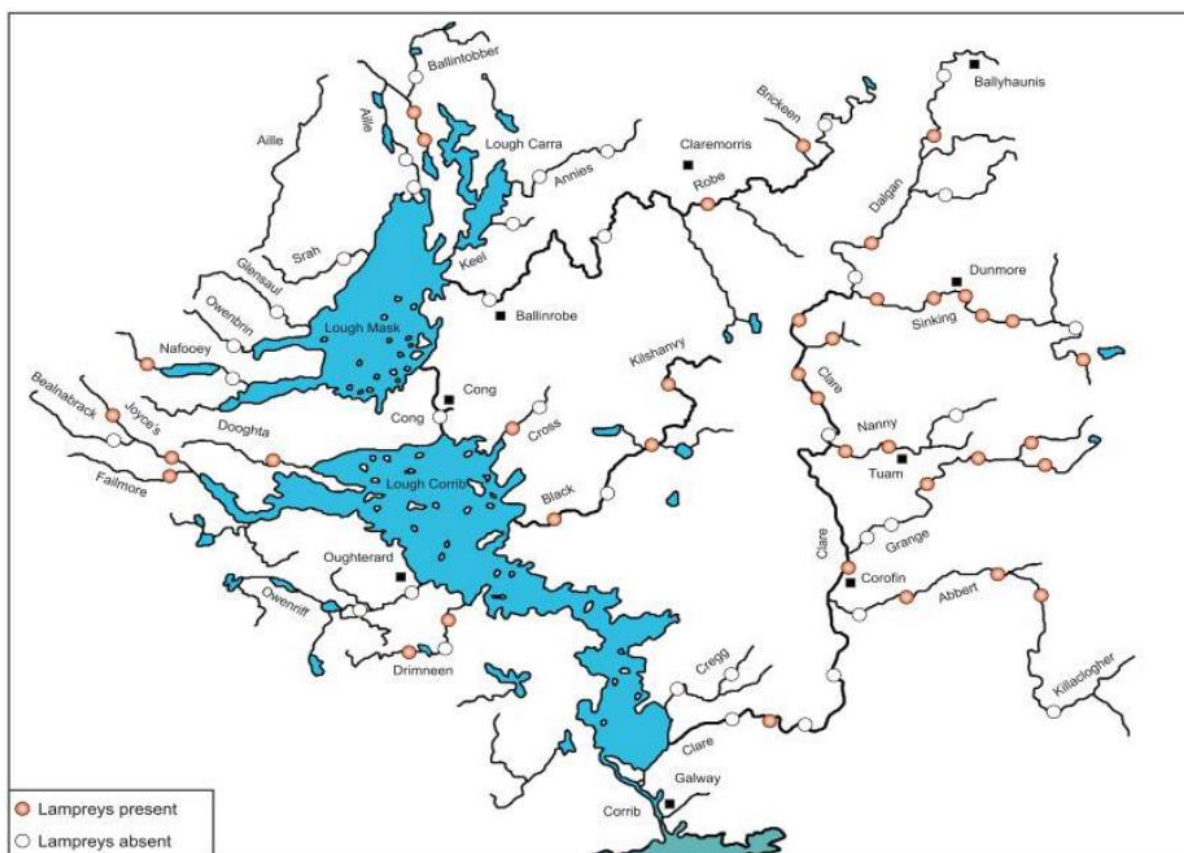 Ballintobber
Ballyhaunis
Brickeen
Aille
Aille
Lough Carra
Claremorris
Annies
Robe
Dalgan
Srah
Keel
Glensaul
Dunmore
Owenbrin
Ballinrobe
Sinking
Lough Mask
Nafooey
Kilshanvy
Bealnabrack
Joyce's
Clare
Cong
Dooghta
Cong
Cross
Nanny
Tuam
Failmore
Lough Corrib
Black
Clare
Grange
Oughterard
Corofin
Abbert
Owenriff
Drimneen
Cregg
Killaclogher
Clare
Galway
Corrib
Lampreys present
Lampreys absent